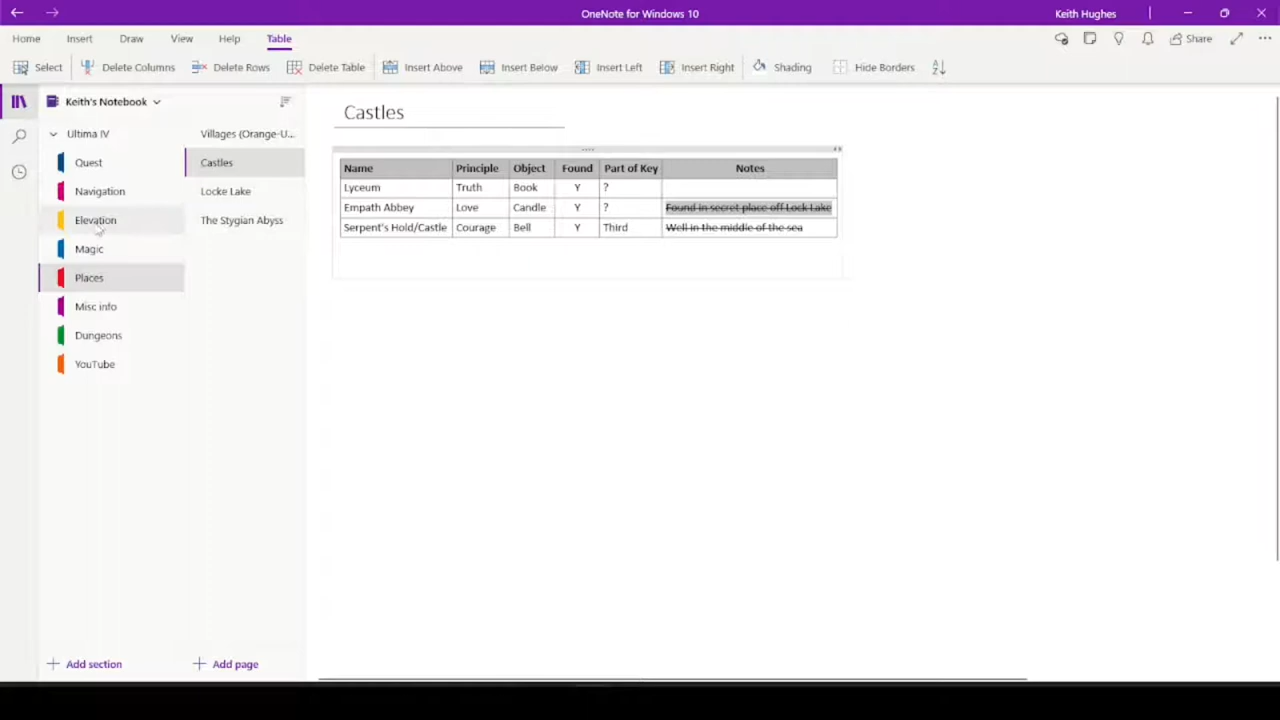 OneNote for Windows 10
Keith Hughes
Home Insert Draw View Help Table
Share
Select Delete Columns Delete Rows Delete Table Insert Above Insert Below Insert Left Insert Right Shading Hide Borders
Keith's Notebook
Ultima IV
Quest
Navigation
Elevation
Magic
Places
Misc info
Dungeons
YouTube
Add section
Villages (Orange-U...
Castles
Locke Lake
The Stygian Abyss
Add page
Castles
Name Principle Object Found Part of Key Notes
Lyceum Truth Book Y ?
Empath Abbey Love Candle Y ? Found in secret place off Lock Lake
Serpent's Hold/Castle Courage Bell Y Third Well in the middle of the sea